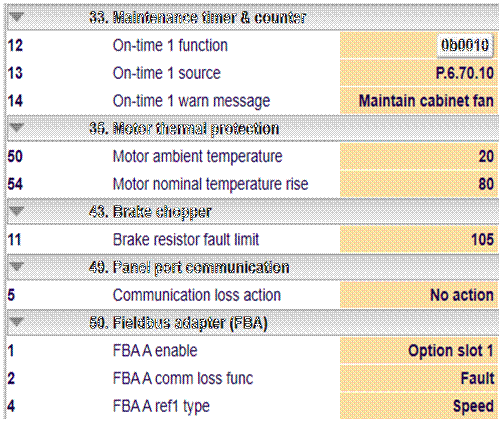 33. Maintenance timer & counter
12 On-time 1 function 0b0010
13 On-time 1 source P.6.70.10
14 On-time 1 warn message Maintain cabinet fan
35. Motor thermal protection
50 Motor ambient temperature 20
54 Motor nominal temperature rise 80
43. Brake chopper
11 Brake resistor fault limit 105
49. Panel port communication
5 Communication loss action No action
50. Fieldbus adapter (FBA)
1 FBA A enable Option slot 1
2 FBA A comm loss func Fault
4 FBA A ref1 type Speed